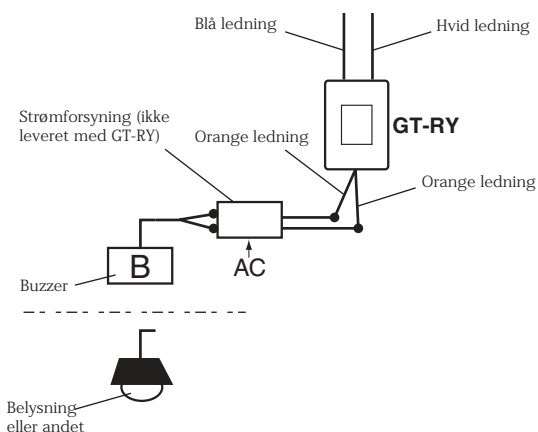 Blå ledning
Hvid ledning
GT-RY
Strømforsyning (ikke
leveret med GT-RY)
Orange ledning
Orange ledning
B
AC
Buzzer
Belysning
eller andet